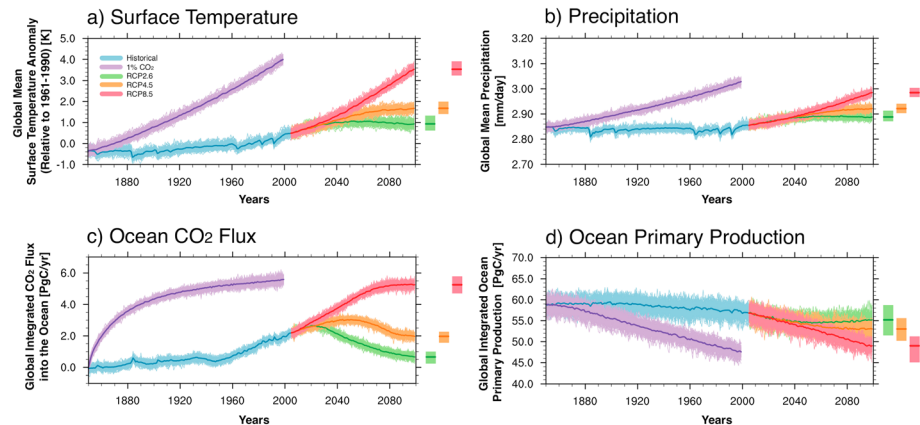 a) Surface Temperature
Global Mean
Surface Temperature Anomaly
(Relative to 1961-1990) [K]
5.0
4.0
3.0
2.0
1.0
0.0
-1.0
Historical
1% CO2
RCP2.6
RCP4.5
RCP8.5
1880 1920 1960 2000 2040 2080
Years
b) Precipitation
Global Mean Precipitation
[mm/day]
3.20
3.10
3.00
2.90
2.80
2.70
1880 1920 1960 2000 2040 2080
Years
c) Ocean CO2 Flux
Global Integrated CO2 Flux
into the Ocean [PgC/yr]
6.0
4.0
2.0
0.0
1880 1920 1960 2000 2040 2080
Years
d) Ocean Primary Production
Global Integrated Ocean
Primary Production [PgC/yr]
70.0
65.0
60.0
55.0
50.0
45.0
40.0
1880 1920 1960 2000 2040 2080
Years